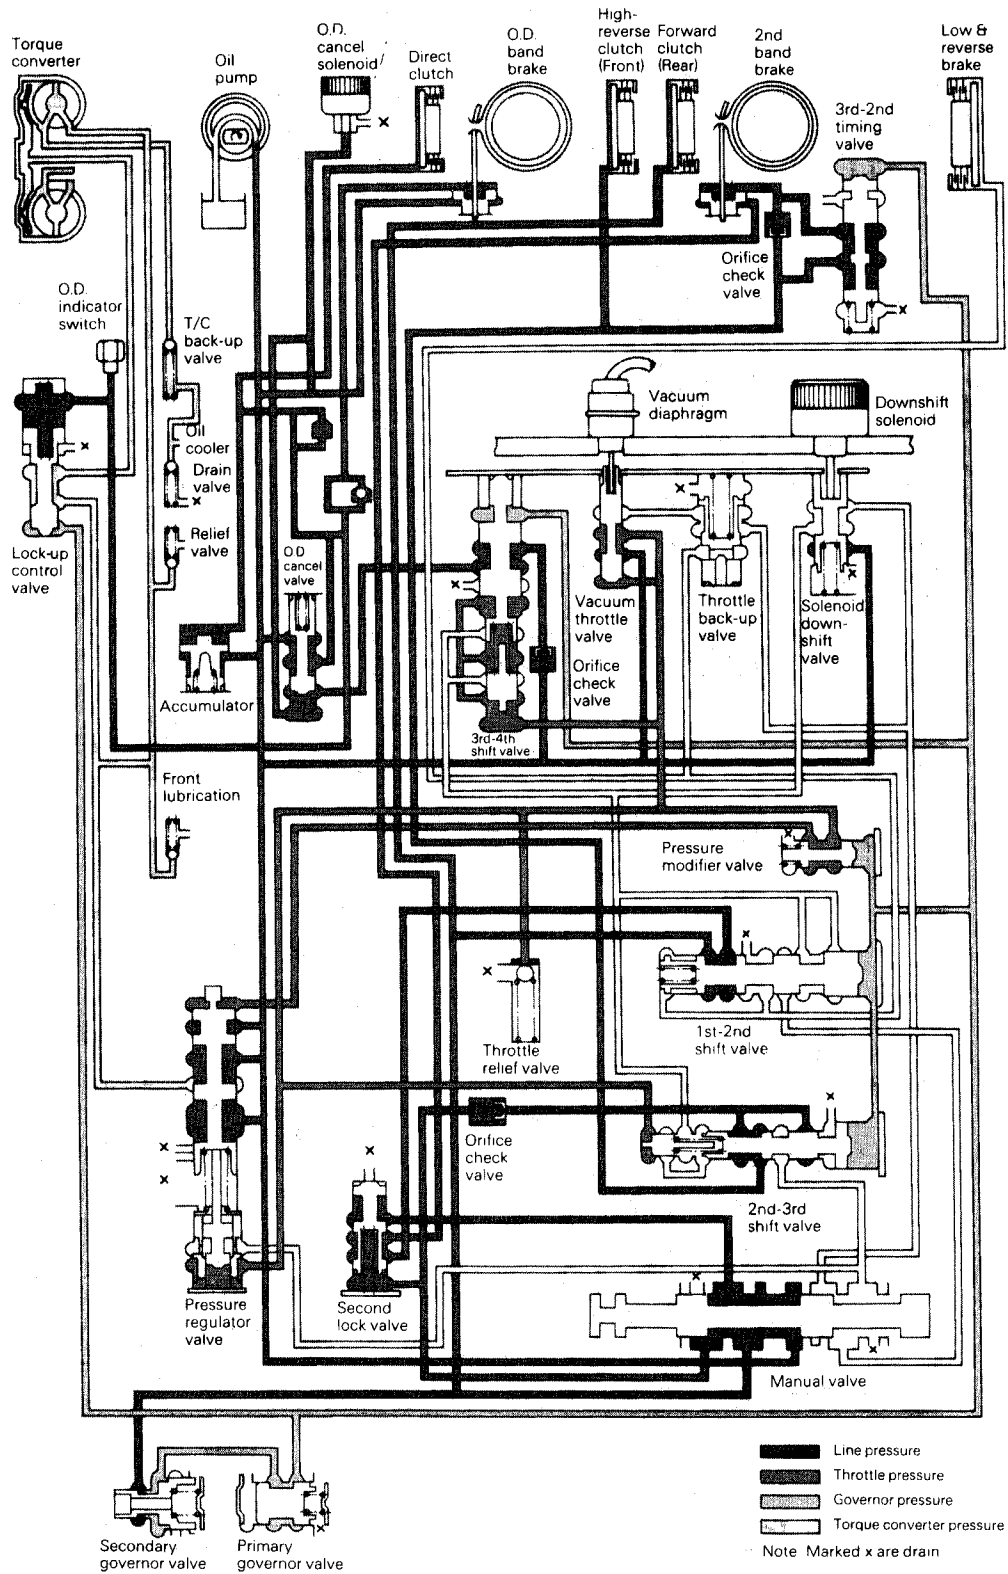 Torque
converter
Oil
pump
O.D.
cancel
solenoid/
Direct
clutch
O.D.
band
brake
High-
reverse
clutch
(Front)
Forward
clutch
(Rear)
2nd
band
brake
3rd-2nd
timing
valve
Low &
reverse
brake
x
Orifice
check
valve
x
O.D.
indicator
switch
T/C
back-up
valve
Oil
cooler
Drain
valve
x
x
Relief
valve
Lock-up
control
valve
O.D
cancel
valve
Vacuum
diaphragm
Downshift
solenoid
x
x
x
Vacuum
throttle
valve
Throttle
back-up
valve
Solenoid
down-
shift
valve
Orifice
check
valve
Accumulator
3rd-4th
shift valve
Front
lubrication
x
Pressure
modifier valve
x
x
x
Throttle
relief valve
1st-2nd
shift valve
x
x
x
x
Orifice
check
valve
2nd-3rd
shift valve
Pressure
regulator
valve
Second
lock valve
x
x
Manual valve
Line pressure
Throttle pressure
Governor pressure
Torque converter pressure
Note Marked x are drain
Secondary
governor valve
Primary
governor valve
x